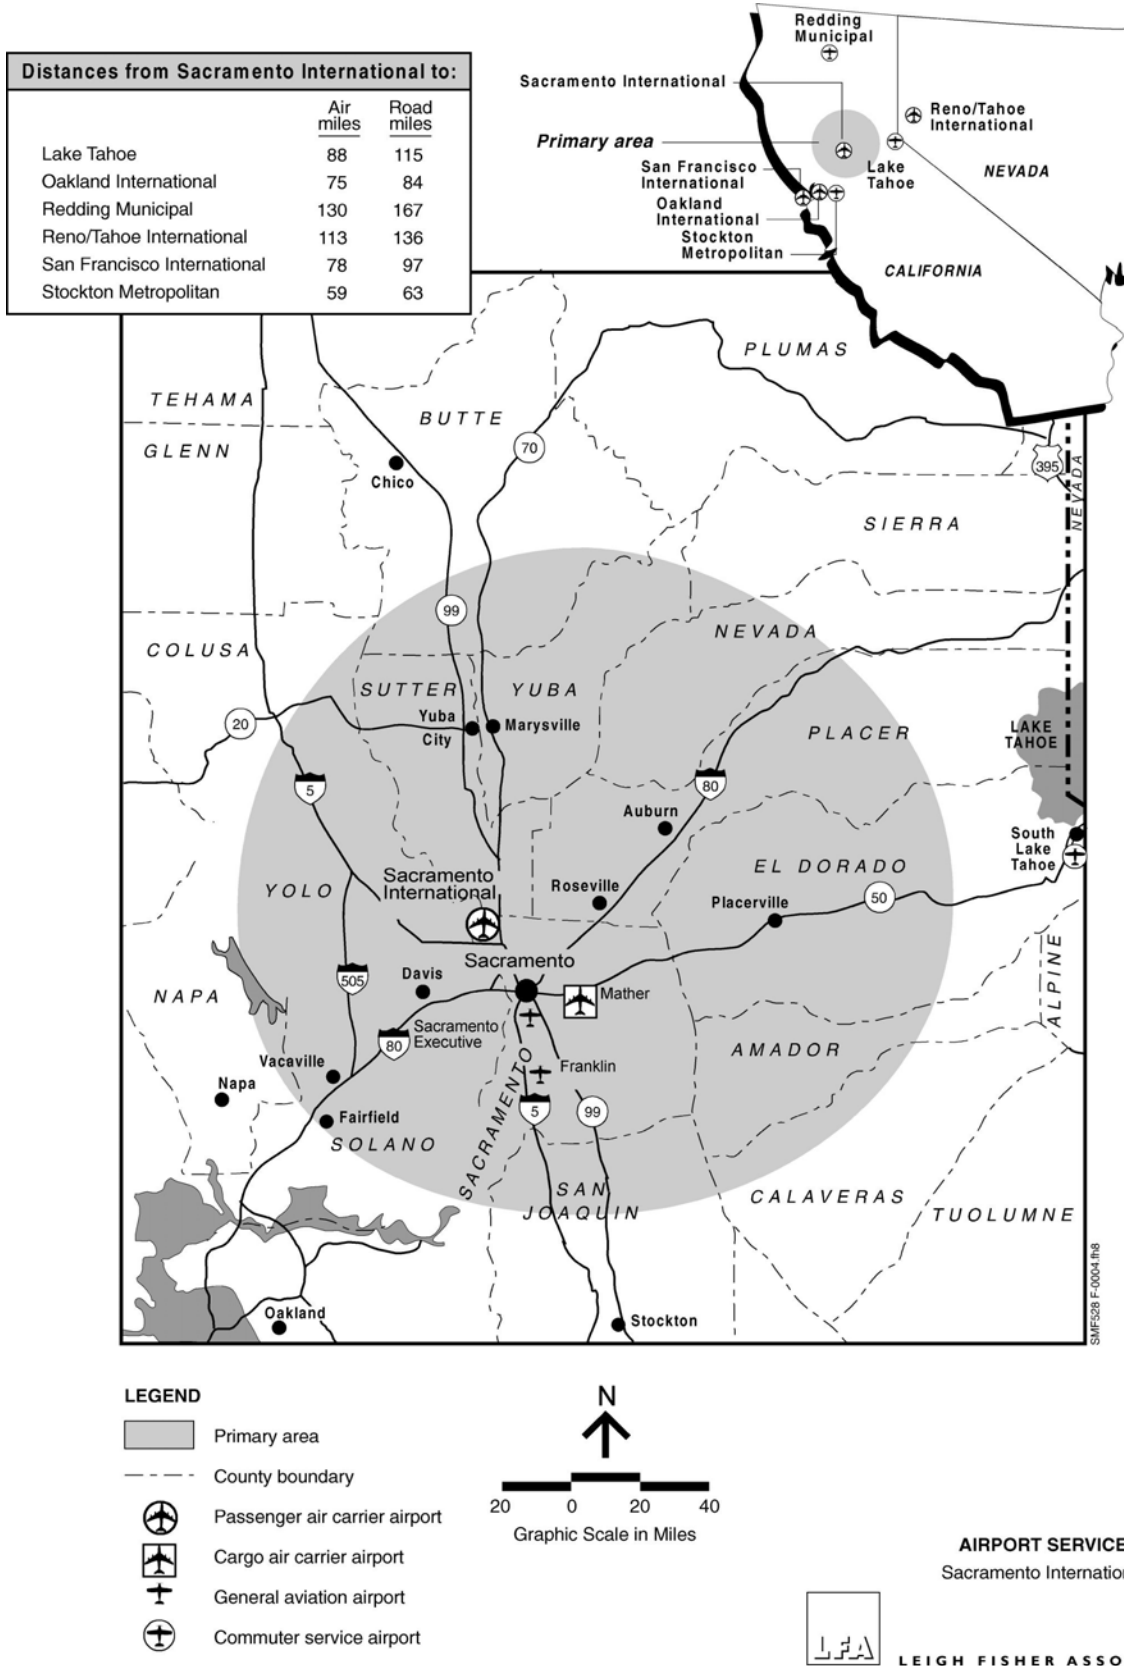 Distances from Sacramento International to:
Air miles
Road miles
Lake Tahoe 88 115
Oakland International 75 84
Redding Municipal 130 167
Reno/Tahoe International 113 136
San Francisco International 78 97
Stockton Metropolitan 59 63
Redding
Municipal
Sacramento International
Reno/Tahoe
International
Primary area
San Francisco
International
Lake
Tahoe
NEVADA
Oakland
International
Stockton
Metropolitan
CALIFORNIA
PLUMAS
TEHAMA
BUTTE
GLENN
70
395
NEVADA
Chico
SIERRA
99
NEVADA
COLUSA
SUTTER
YUBA
20
Yuba
City
Marysville
PLACER
LAKE
TAHOE
5
80
Auburn
South
Lake
Tahoe
Sacramento
International
YOLO
Roseville
EL DORADO
50
Placerville
Sacramento
Davis
505
Mather
NAPA
ALPINE
80
Sacramento
Executive
AMADOR
Vacaville
Franklin
Napa
SACRAMENTO
5
99
Fairfield
SOLANO
SAN
JOAQUIN
CALAVERAS
TUOLUMNE
Oakland
Stockton
SMF528 F-0004.fh8
LEGEND
Primary area
County boundary
Passenger air carrier airport
Cargo air carrier airport
General aviation airport
Commuter service airport
N
20 0 20 40
Graphic Scale in Miles
AIRPORT SERVICE
Sacramento Internation
LFA
LEIGH FISHER ASSO